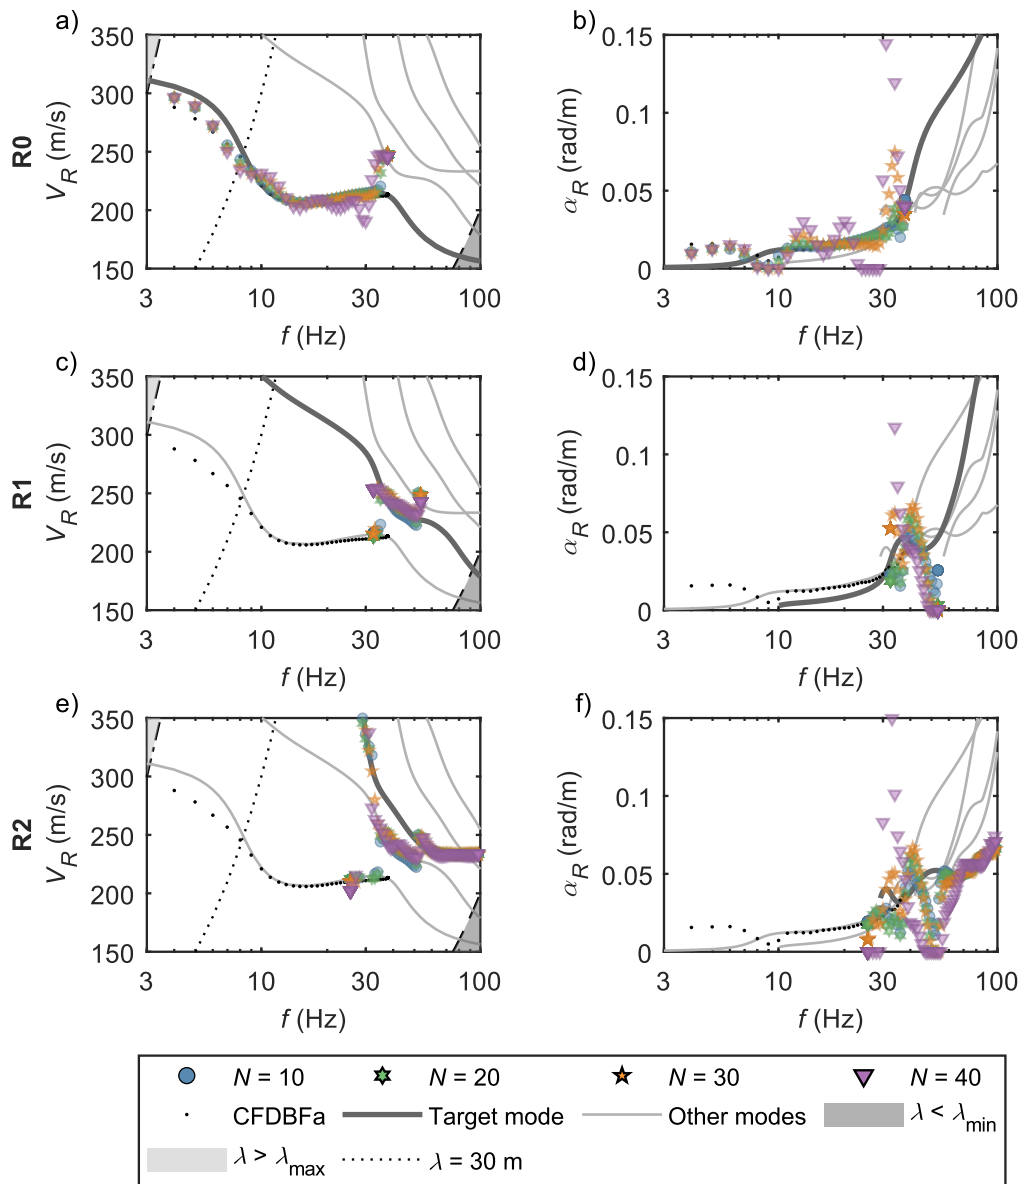 a)
350
300
250
200
150
R0
V_R (m/s)
3
10
30
100
f (Hz)
b)
0.15
0.1
0.05
0
α_R (rad/m)
3
10
30
100
f (Hz)
c)
350
300
250
200
150
R1
V_R (m/s)
3
10
30
100
f (Hz)
d)
0.15
0.1
0.05
0
α_R (rad/m)
3
10
30
100
f (Hz)
e)
350
300
250
200
150
R2
V_R (m/s)
3
10
30
100
f (Hz)
f)
0.15
0.1
0.05
0
α_R (rad/m)
3
10
30
100
f (Hz)
N = 10 N = 20 N = 30 N = 40
CFDBFa Target mode Other modes λ < λ_min
λ > λ_max λ = 30 m